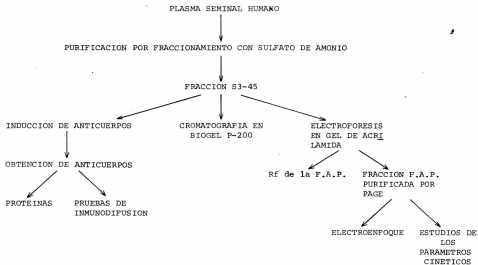 PLASMA SEMINAL HUMANO
PURIFICACION POR FRACCIONAMIENTO CON SULFATO DE AMONIO
FRACCION S3-45
INDUCCION DE ANTICUERPOS
CROMATOGRAFIA EN
BIOGEL P-200
ELECTROFORESIS
EN GEL DE ACRI
LAMIDA
OBTENCION DE ANTICUERPOS
Rf de la F.A.P.
FRACCION F.A.P.
PURIFICADA POR
PAGE
PROTEINAS
PRUEBAS DE
INMUNODIFUSION
ELECTROENFOQUE
ESTUDIOS DE
LOS
PARAMETROS
CINETICOS